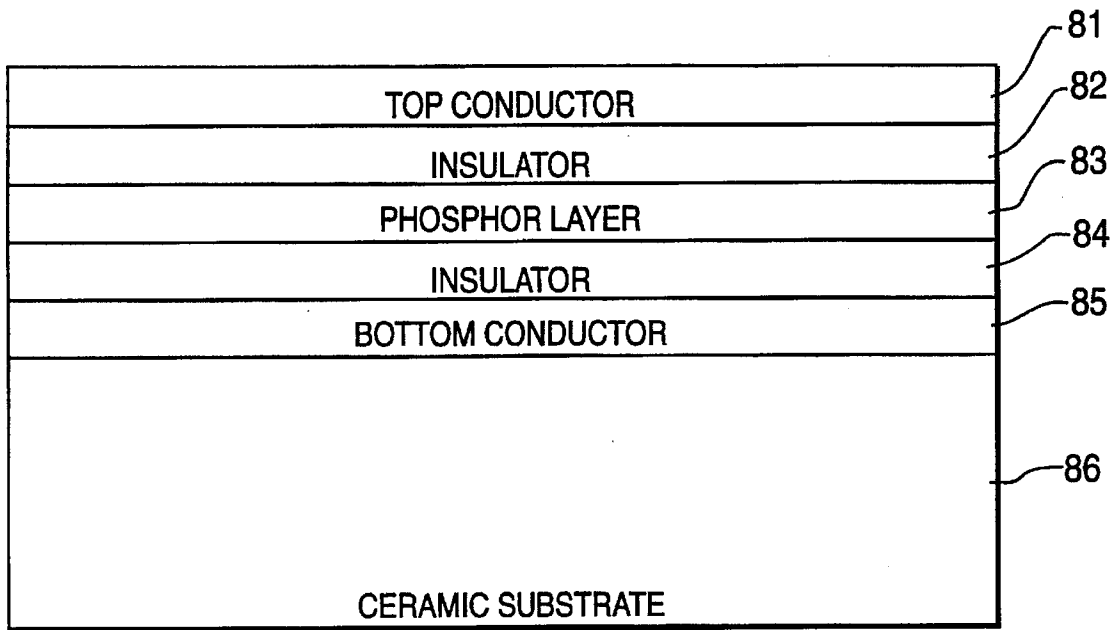 81
TOP CONDUCTOR
82
INSULATOR
83
PHOSPHOR LAYER
84
INSULATOR
85
BOTTOM CONDUCTOR
86
CERAMIC SUBSTRATE